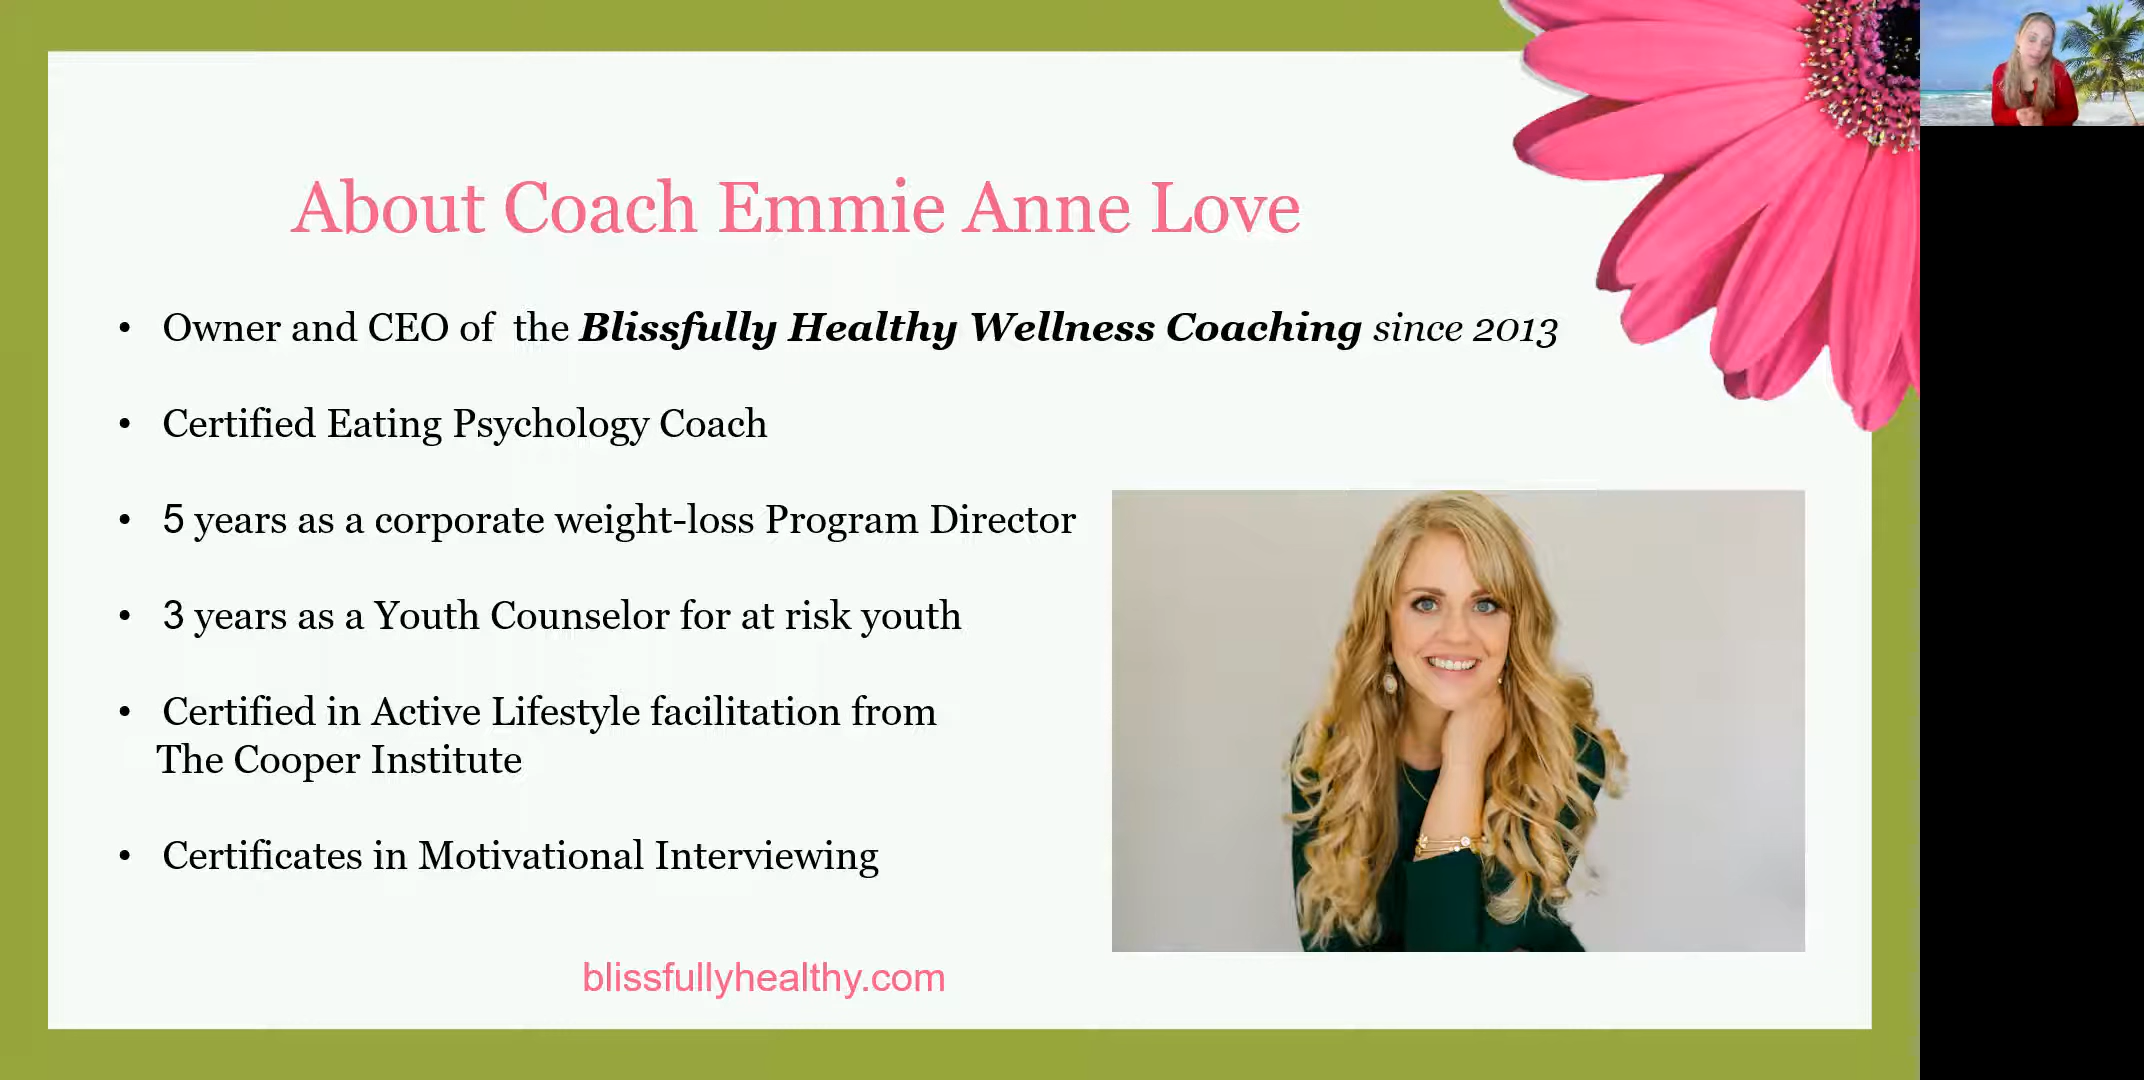 About Coach Emmie Anne Love
• Owner and CEO of the Blissfully Healthy Wellness Coaching since 2013
• Certified Eating Psychology Coach
• 5 years as a corporate weight-loss Program Director
• 3 years as a Youth Counselor for at risk youth
• Certified in Active Lifestyle facilitation from
The Cooper Institute
• Certificates in Motivational Interviewing
blissfullyhealthy.com